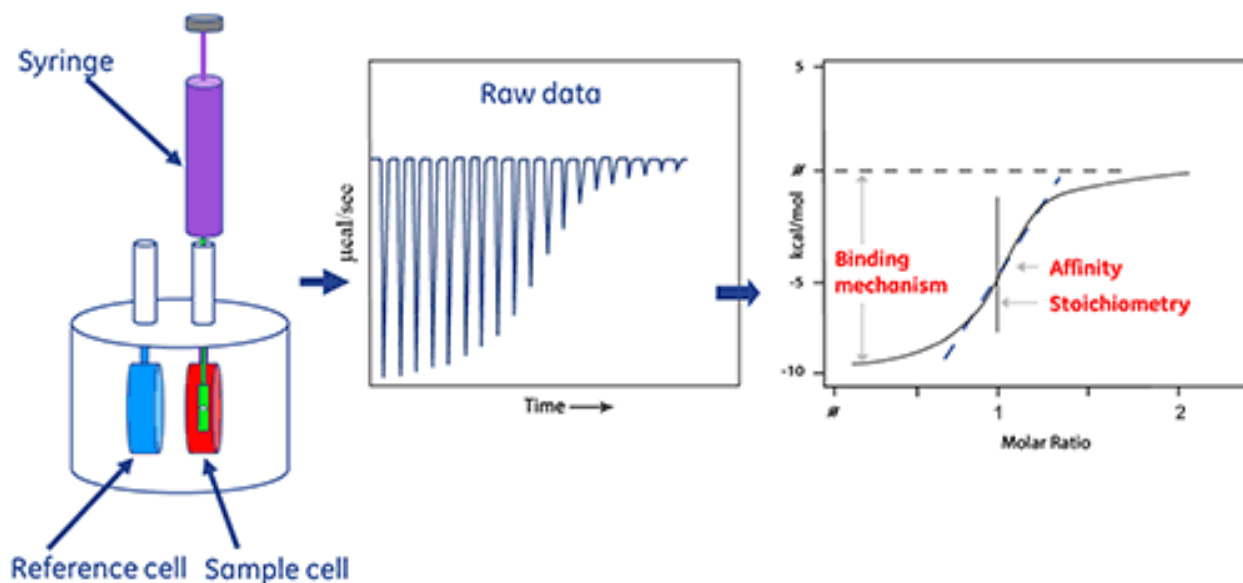 Syringe
Reference cell
Sample cell
Raw data
µcal/sec
Time
5
0
-5
-10
kcal/mol
Binding
mechanism
Affinity
Stoichiometry
0
1
2
Molar Ratio